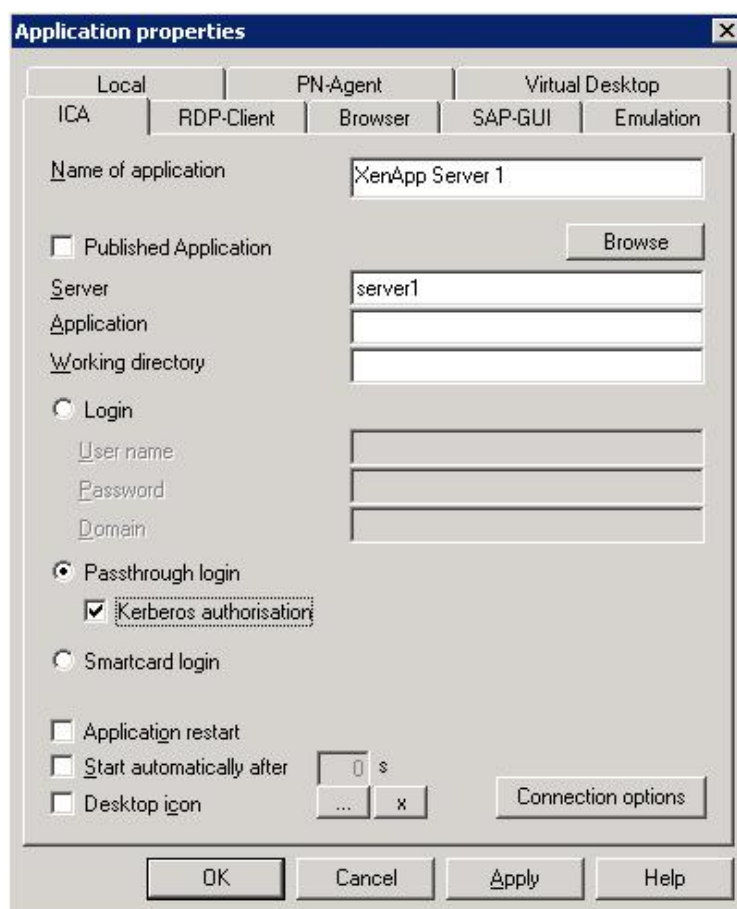 Application properties
Local PN-Agent Virtual Desktop
ICA RDP-Client Browser SAP-GUI Emulation
Name of application XenApp Server 1
Published Application Browse
Server server1
Application
Working directory
Login
User name
Password
Domain
Passthrough login
Kerberos authorisation
Smartcard login
Application restart
Start automatically after 0 s
Desktop icon ... x Connection options
OK Cancel Apply Help